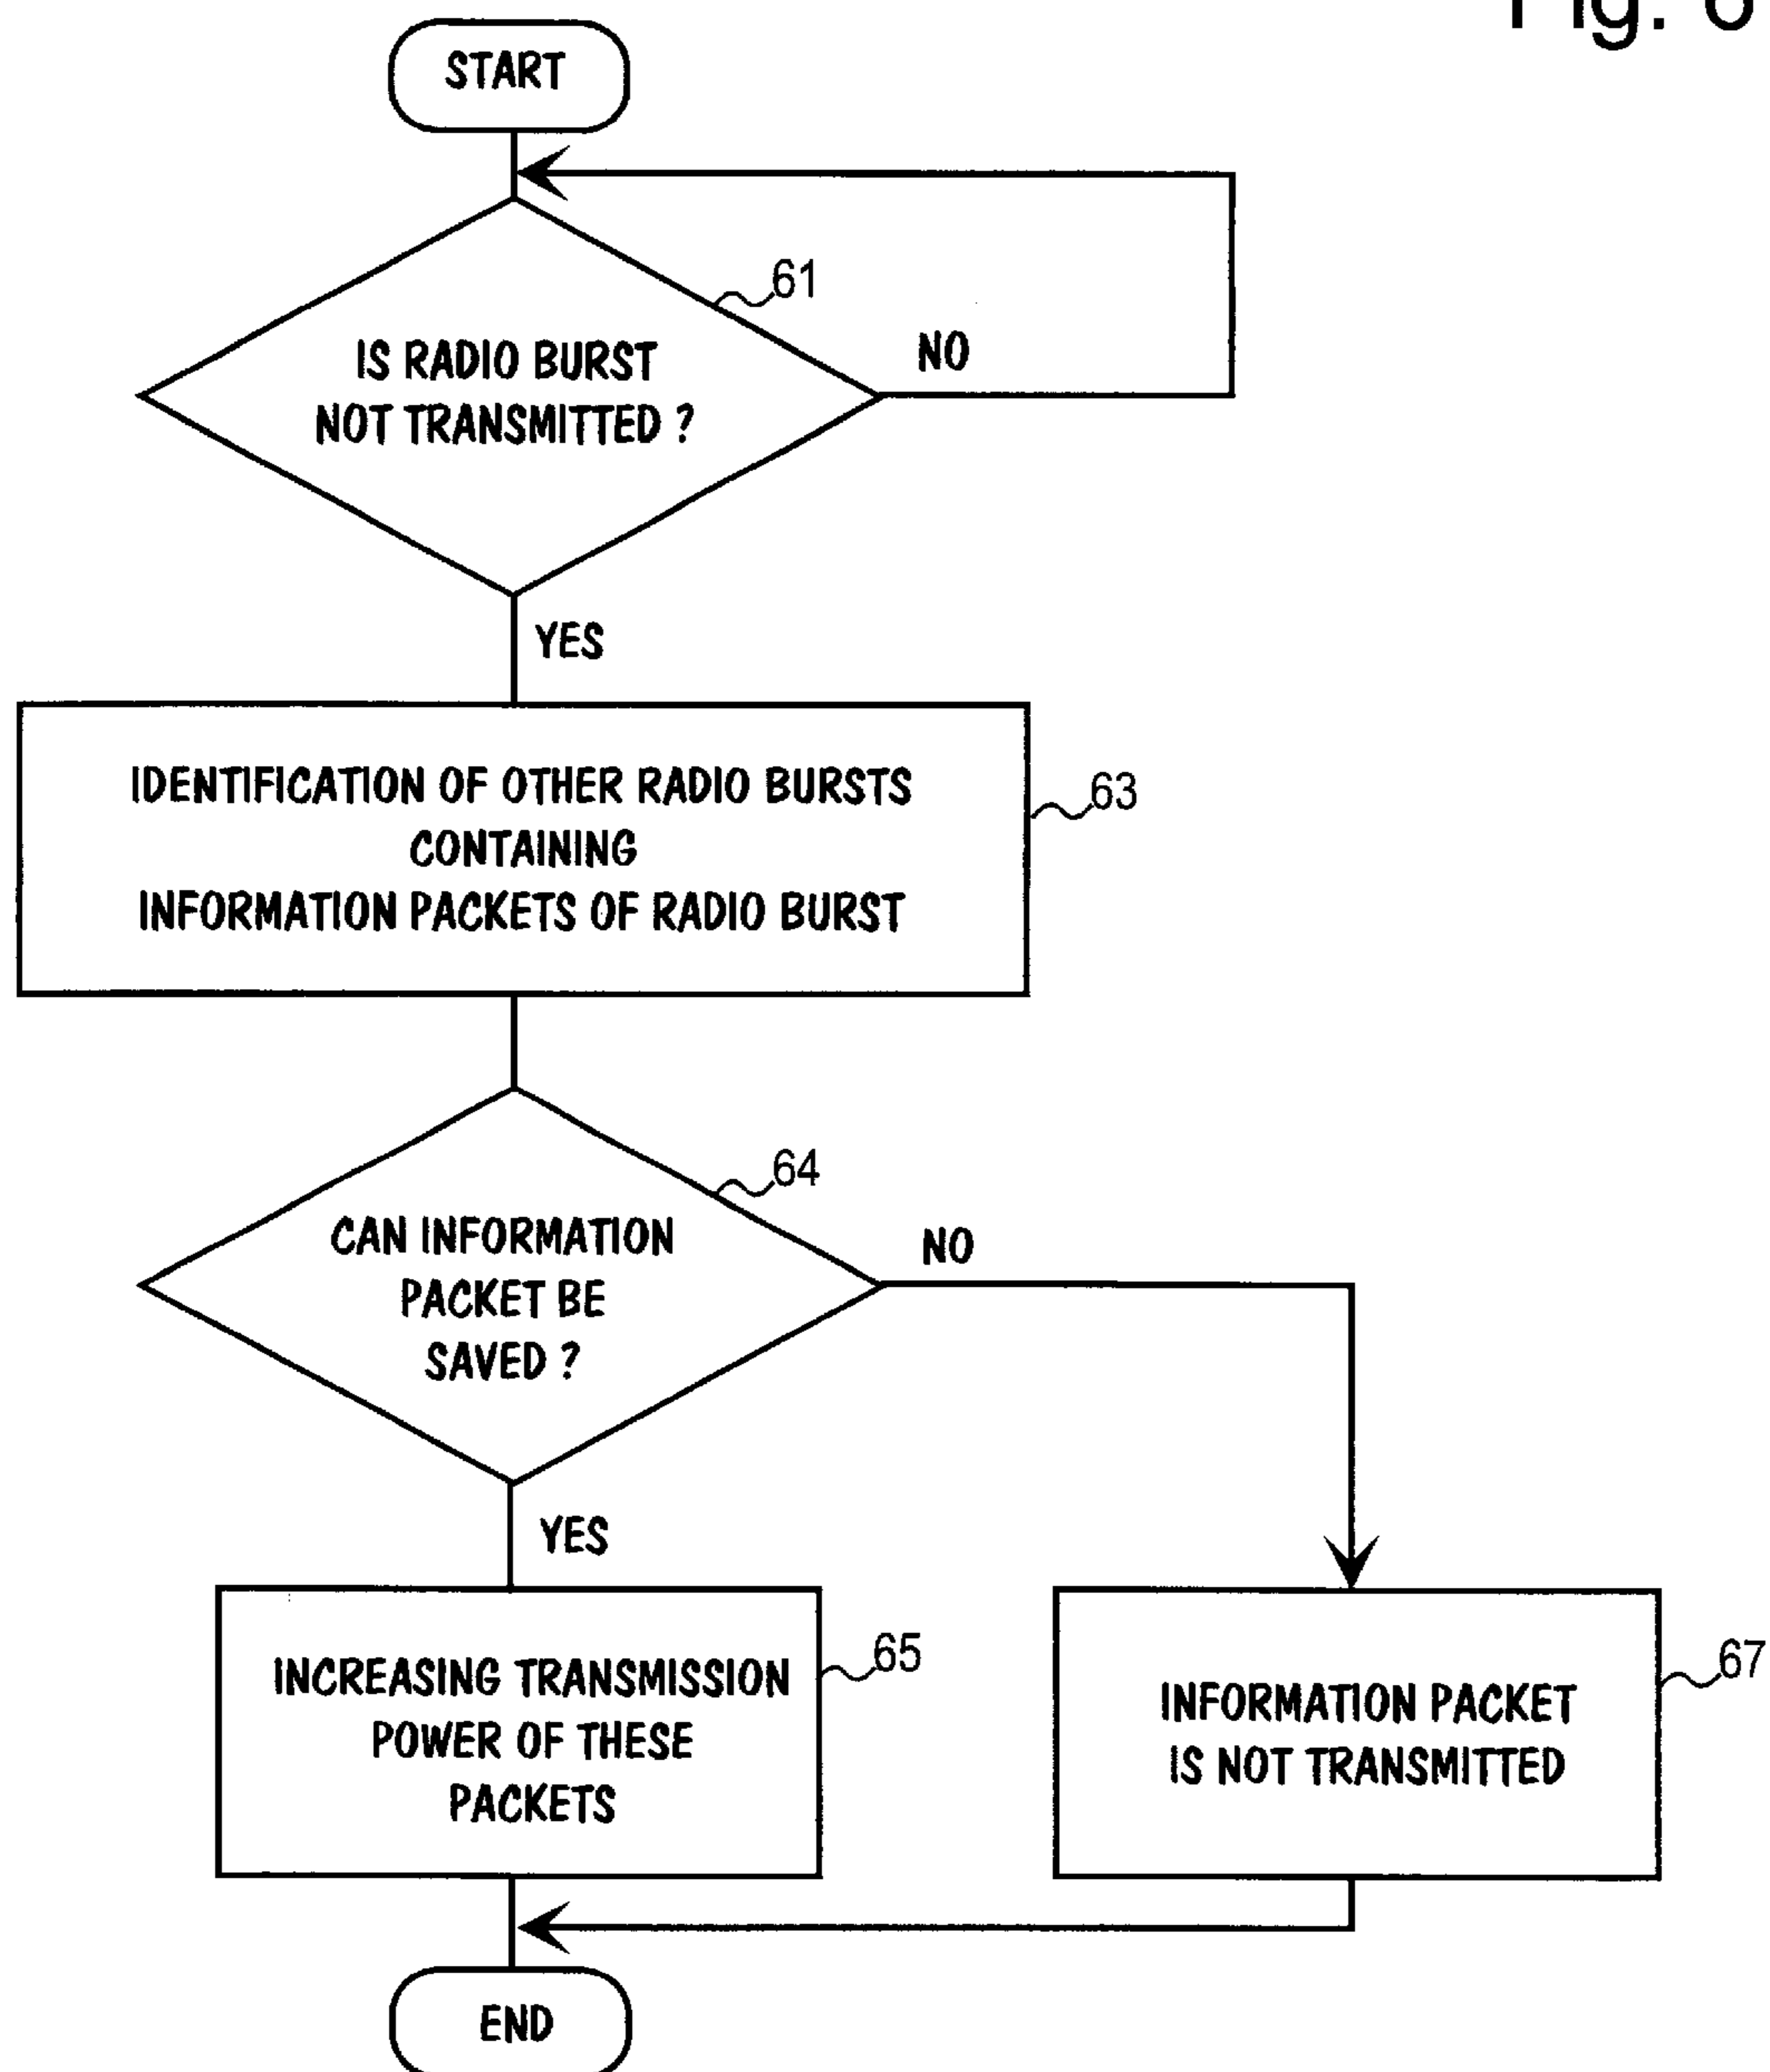 Fig. 6
START
61
IS RADIO BURST
NOT TRANSMITTED ?
NO
YES
IDENTIFICATION OF OTHER RADIO BURSTS
CONTAINING
INFORMATION PACKETS OF RADIO BURST
63
64
CAN INFORMATION
PACKET BE
SAVED ?
NO
YES
INCREASING TRANSMISSION
POWER OF THESE
PACKETS
65
INFORMATION PACKET
IS NOT TRANSMITTED
67
END